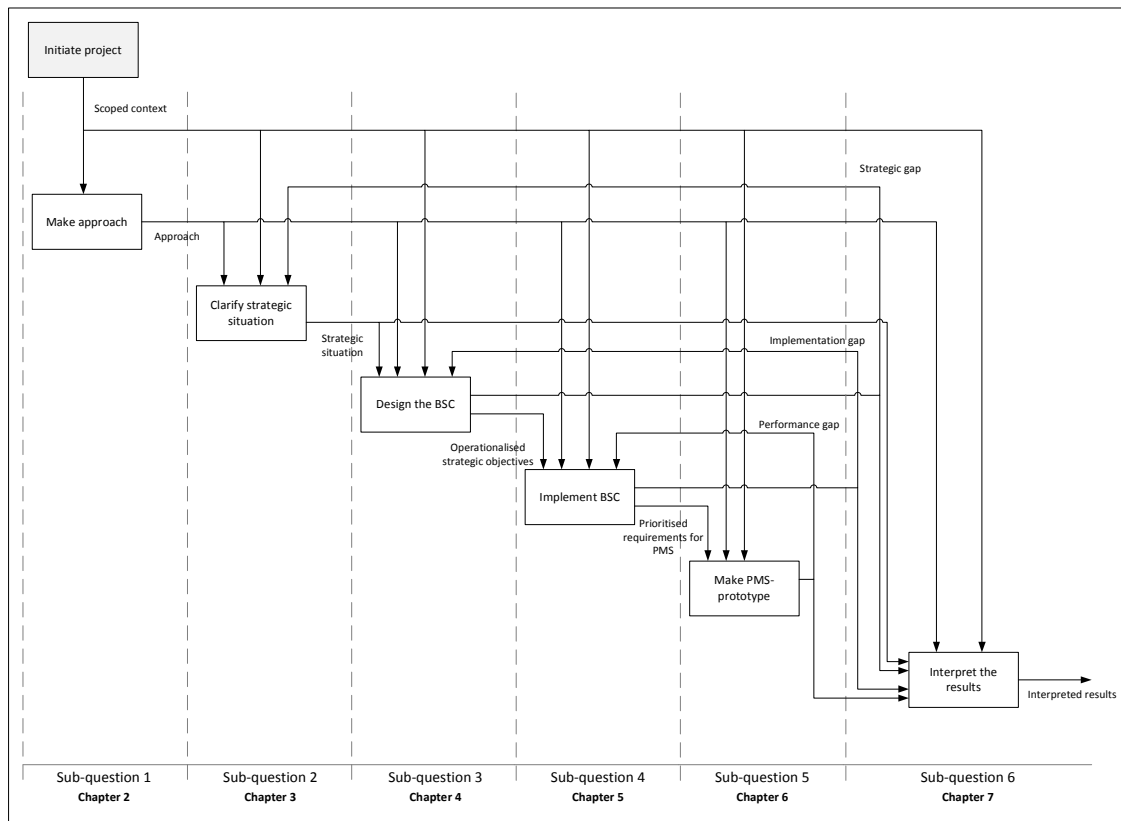 Initiate project
Scoped context
Strategic gap
Make approach
Approach
Clarify strategic
situation
Strategic
situation
Implementation gap
Design the BSC
Performance gap
Operationalised
strategic objectives
Implement BSC
Prioritised
requirements for
PMS
Make PMS-
prototype
Interpret the
results
Interpreted results
Sub-question 1
Chapter 2
Sub-question 2
Chapter 3
Sub-question 3
Chapter 4
Sub-question 4
Chapter 5
Sub-question 5
Chapter 6
Sub-question 6
Chapter 7